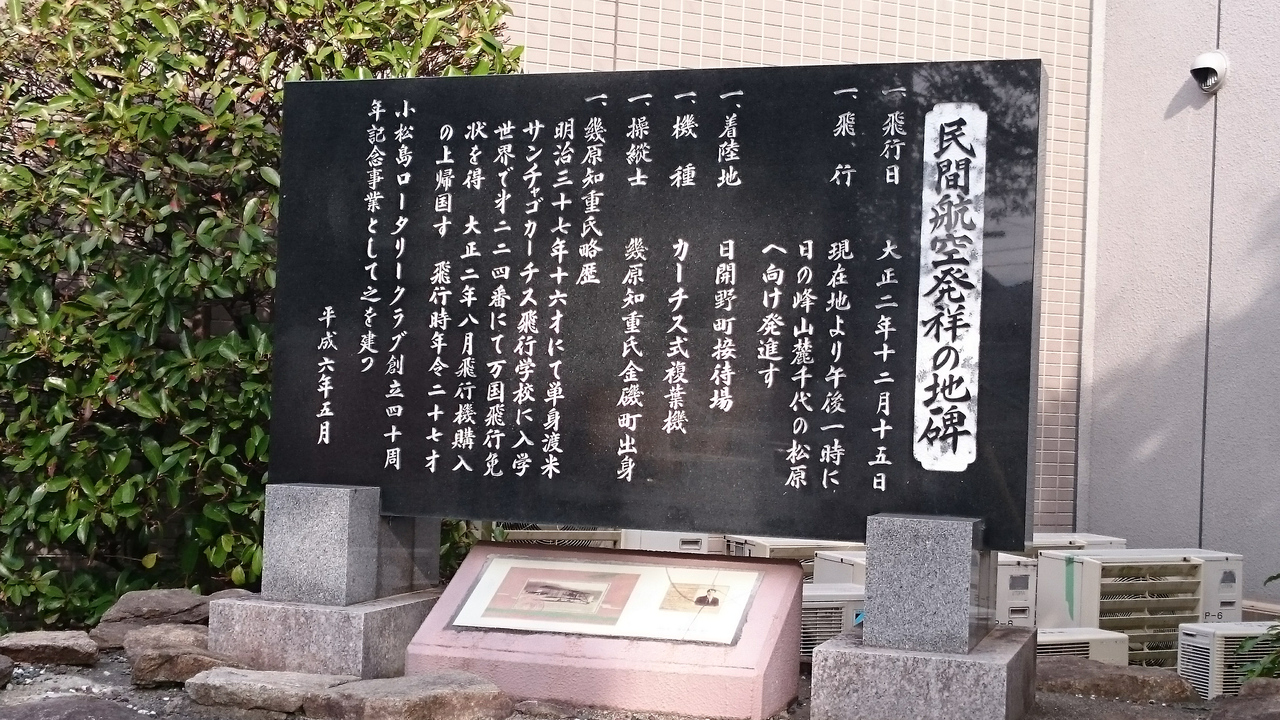 民間航空発祥の地碑
一、飛行日 大正二年十二月十五日
一、飛行 現在地より午後一時に
日の峰山麓千代の松原
へ向け発進す
一、着陸地 日開野町接待場
一、機種 カーチス式複葉機
一、操縦士 幾原知重氏金磯町出身
一、幾原知重氏略歴
明治三十七年十六才にて単身渡米
サンチャゴカーチス飛行学校に入学
世界で㐧二二四番にて万国飛行免
状を得 大正二年八月飛行機購入
の上帰国す 飛行時年令二十七才
小松島ロータリークラブ創立四十周
年記念事業として之を建つ
平成六年五月
P-6